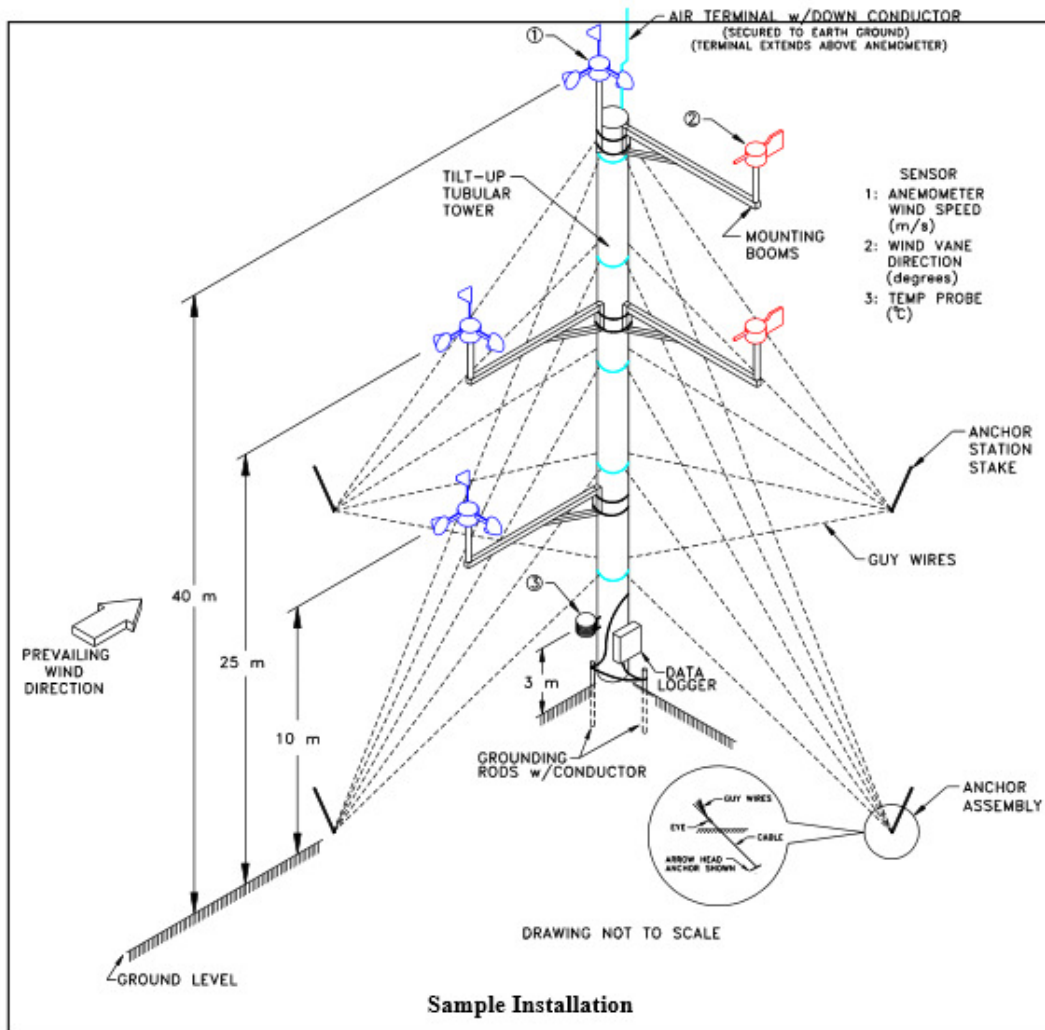 AIR TERMINAL w/DOWN CONDUCTOR
(SECURED TO EARTH GROUND)
(TERMINAL EXTENDS ABOVE ANEMOMETER)
①
②
TILT-UP
TUBULAR
TOWER
MOUNTING
BOOMS
SENSOR
1: ANEMOMETER
WIND SPEED
(m/s)
2: WIND VANE
DIRECTION
(degrees)
3: TEMP PROBE
(℃)
ANCHOR
STATION
STAKE
GUY WIRES
③
40 m
25 m
10 m
3 m
PREVAILING
WIND
DIRECTION
DATA
LOGGER
GROUNDING
RODS w/CONDUCTOR
GUY WIRES
EYE
CABLE
ARROW HEAD
ANCHOR SHOWN
ANCHOR
ASSEMBLY
DRAWING NOT TO SCALE
GROUND LEVEL
Sample Installation